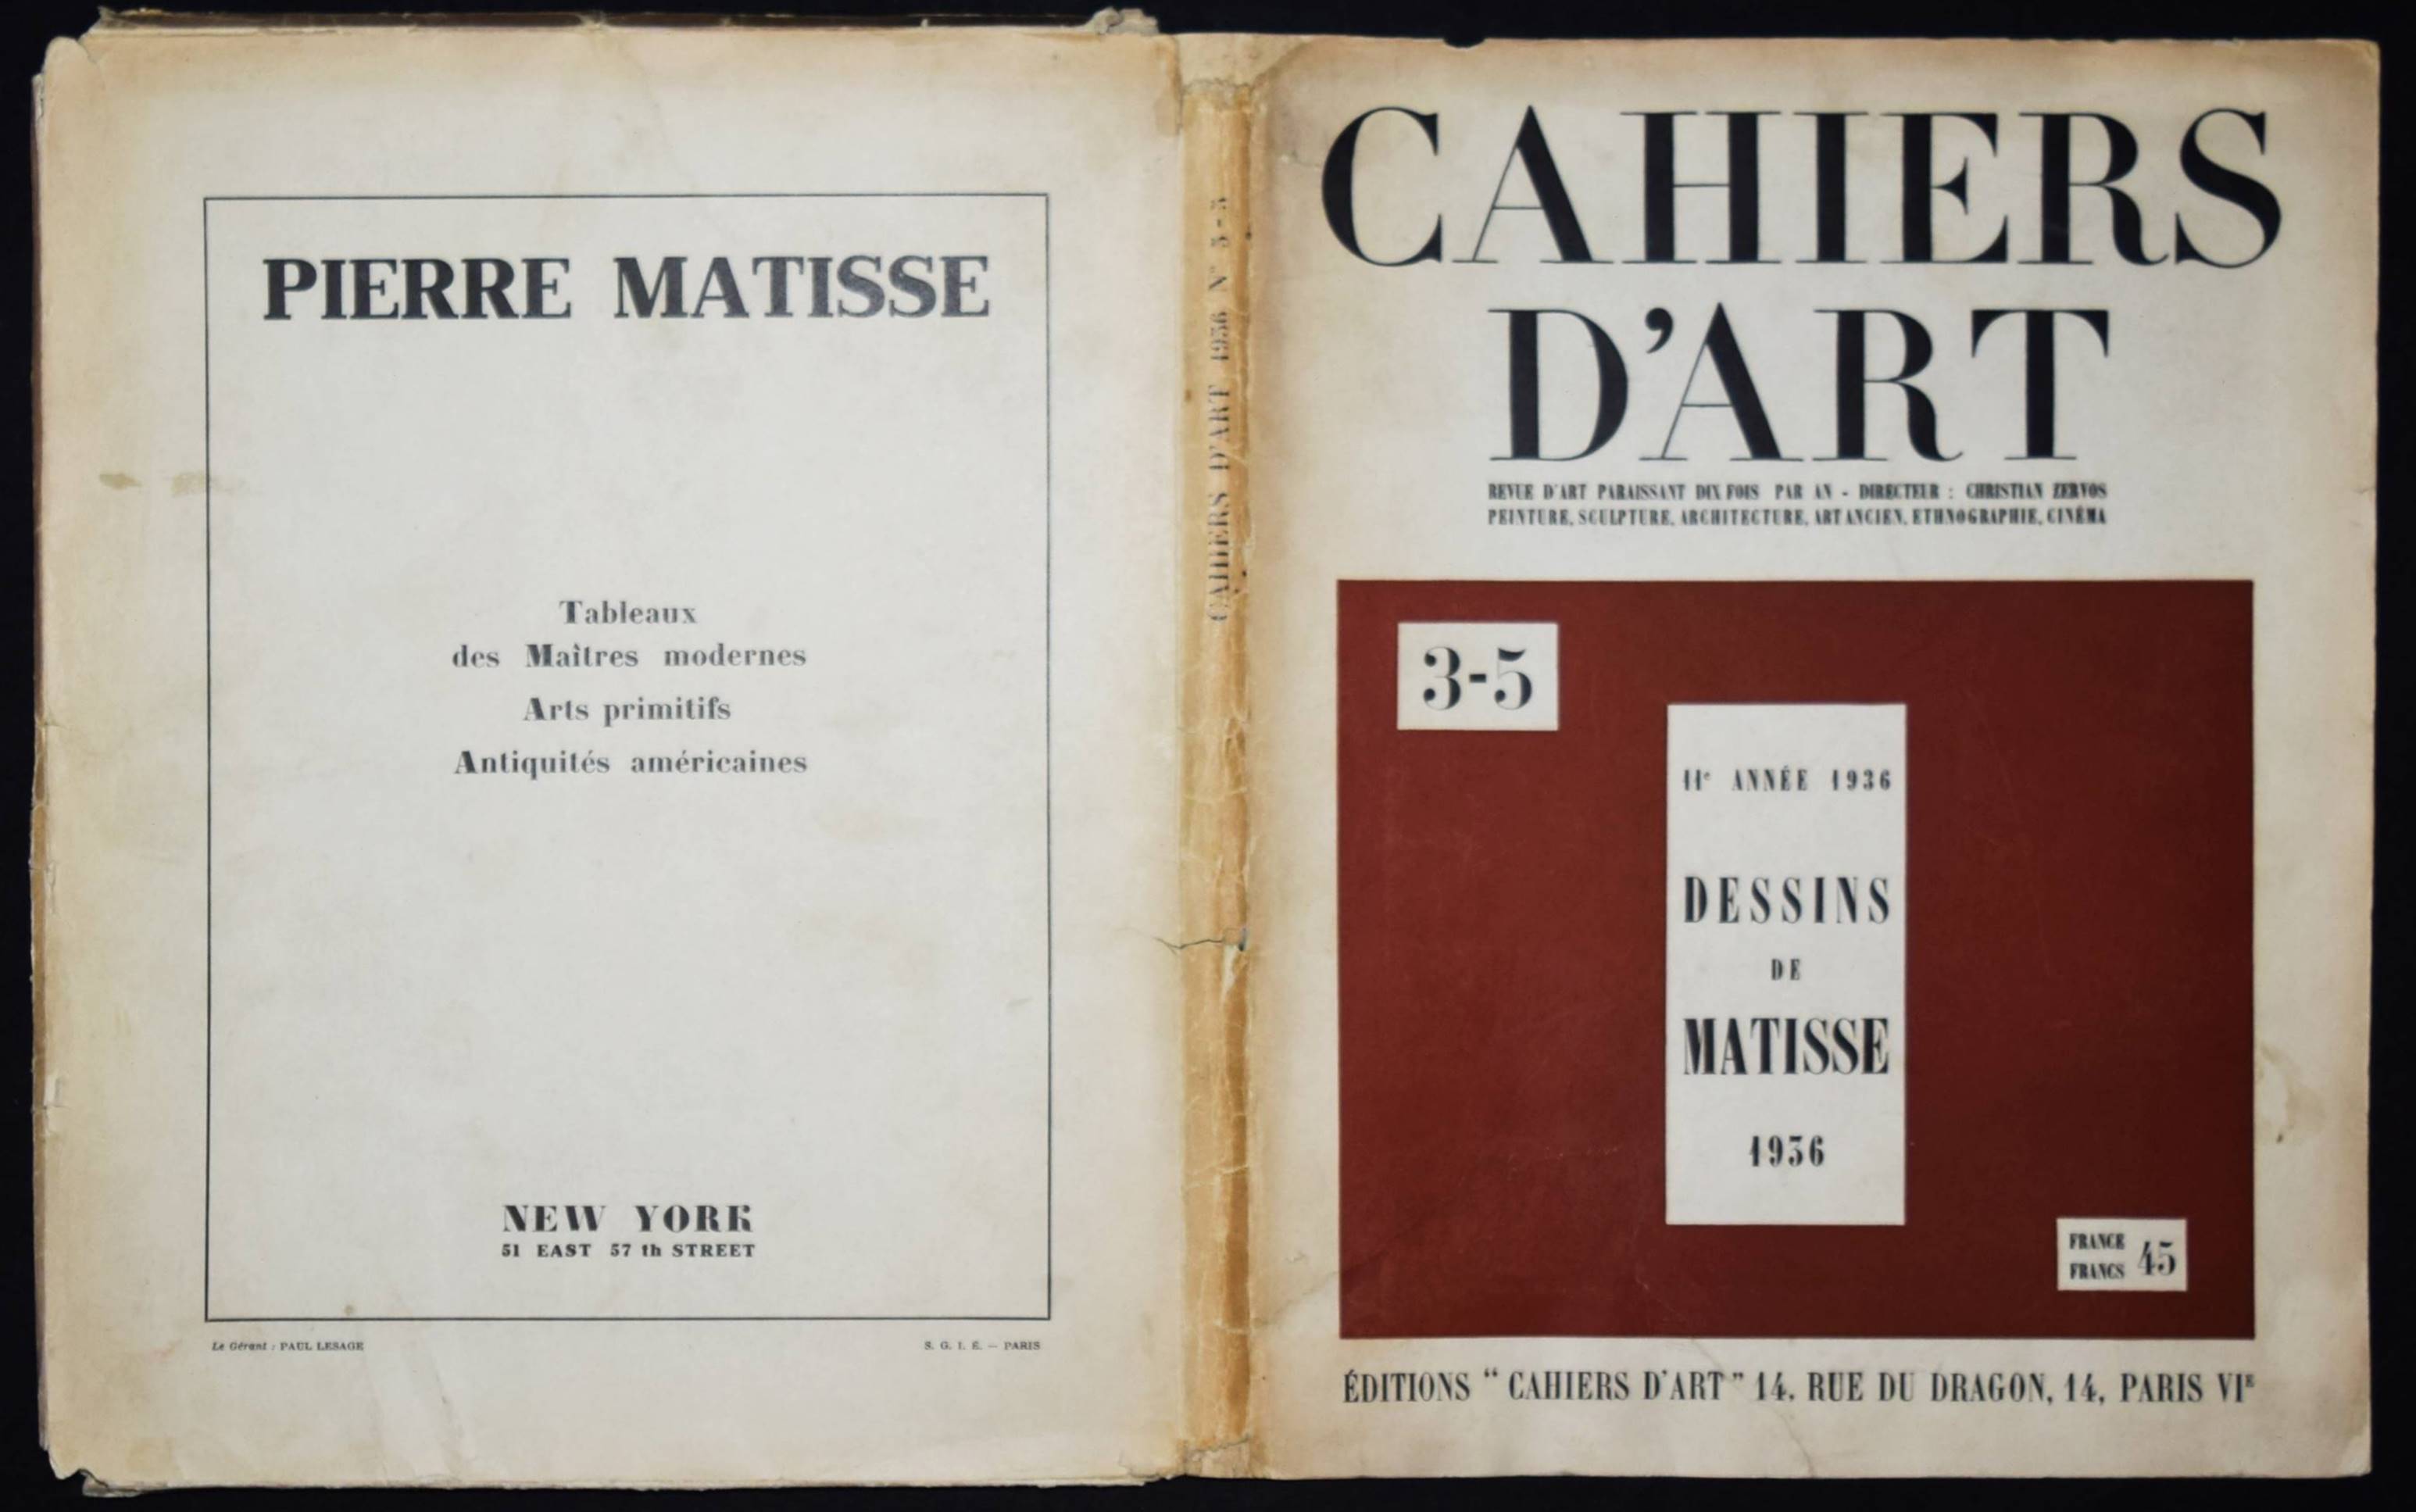 PIERRE MATISSE
Tableaux
des Maîtres modernes
Arts primitifs
Antiquités américaines
NEW YORK
51 EAST 57 th STREET
Le Gérant : PAUL LESAGE
S. G. I. É. — PARIS
CAHIERS D'ART 1936 N° 3-5
CAHIERS
D'ART
REVUE D'ART PARAISSANT DIX FOIS PAR AN - DIRECTEUR : CHRISTIAN ZERVOS
PEINTURE, SCULPTURE, ARCHITECTURE, ART ANCIEN, ETHNOGRAPHIE, CINÉMA
3-5
11e ANNÉE 1936
DESSINS
DE
MATISSE
1936
FRANCE
FRANCS 45
ÉDITIONS “ CAHIERS D'ART ” 14, RUE DU DRAGON, 14, PARIS VIE